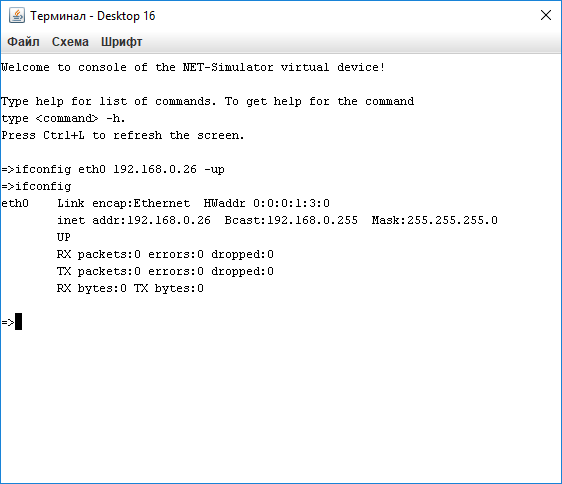 Терминал - Desktop 16
Файл Схема Шрифт
Welcome to console of the NET-Simulator virtual device!
Type help for list of commands. To get help for the command
type <command> -h.
Press Ctrl+L to refresh the screen.
=>ifconfig eth0 192.168.0.26 -up
=>ifconfig
eth0    Link encap:Ethernet  HWaddr 0:0:0:1:3:0
        inet addr:192.168.0.26  Bcast:192.168.0.255  Mask:255.255.255.0
        UP
        RX packets:0 errors:0 dropped:0
        TX packets:0 errors:0 dropped:0
        RX bytes:0 TX bytes:0
=>